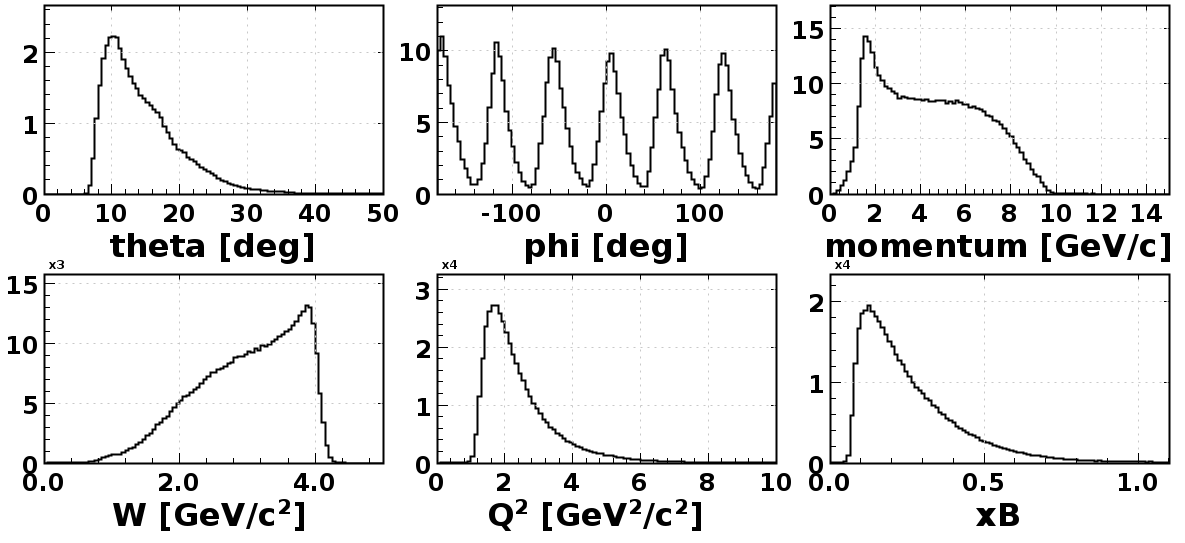 2
1
0
0 10 20 30 40 50
theta [deg]
10
5
0
-100 0 100
phi [deg]
15
10
5
0
0 2 4 6 8 10 12 14
momentum [GeV/c]
x3
15
10
5
0
0.0 2.0 4.0
W [GeV/c²]
x4
3
2
1
0
0 2 4 6 8 10
Q² [GeV²/c²]
x4
2
1
0
0.0 0.5 1.0
xB